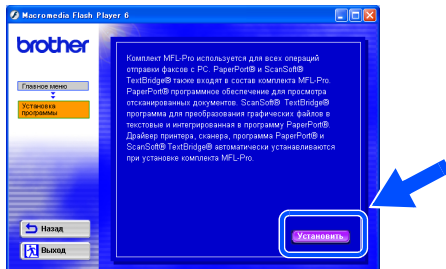 Macromedia Flash Player 6
brother
Главное меню
Установка
программы
Комплект MFL-Pro используется для всех операций
отправки факсов с PC. PaperPort® и ScanSoft®
TextBridge® также входят в состав комплекта MFL-Pro.
PaperPort® программное обеспечение для просмотра
отсканированных документов. ScanSoft® TextBridge®
программа для преобразования графических файлов в
текстовые и интегрированная в программу PaperPort®.
Драйвер принтера, сканера, программа PaperPort® и
ScanSoft® TextBridge® автоматически устанавливаются
при установке комплекта MFL-Pro.
Установить
Назад
Выход